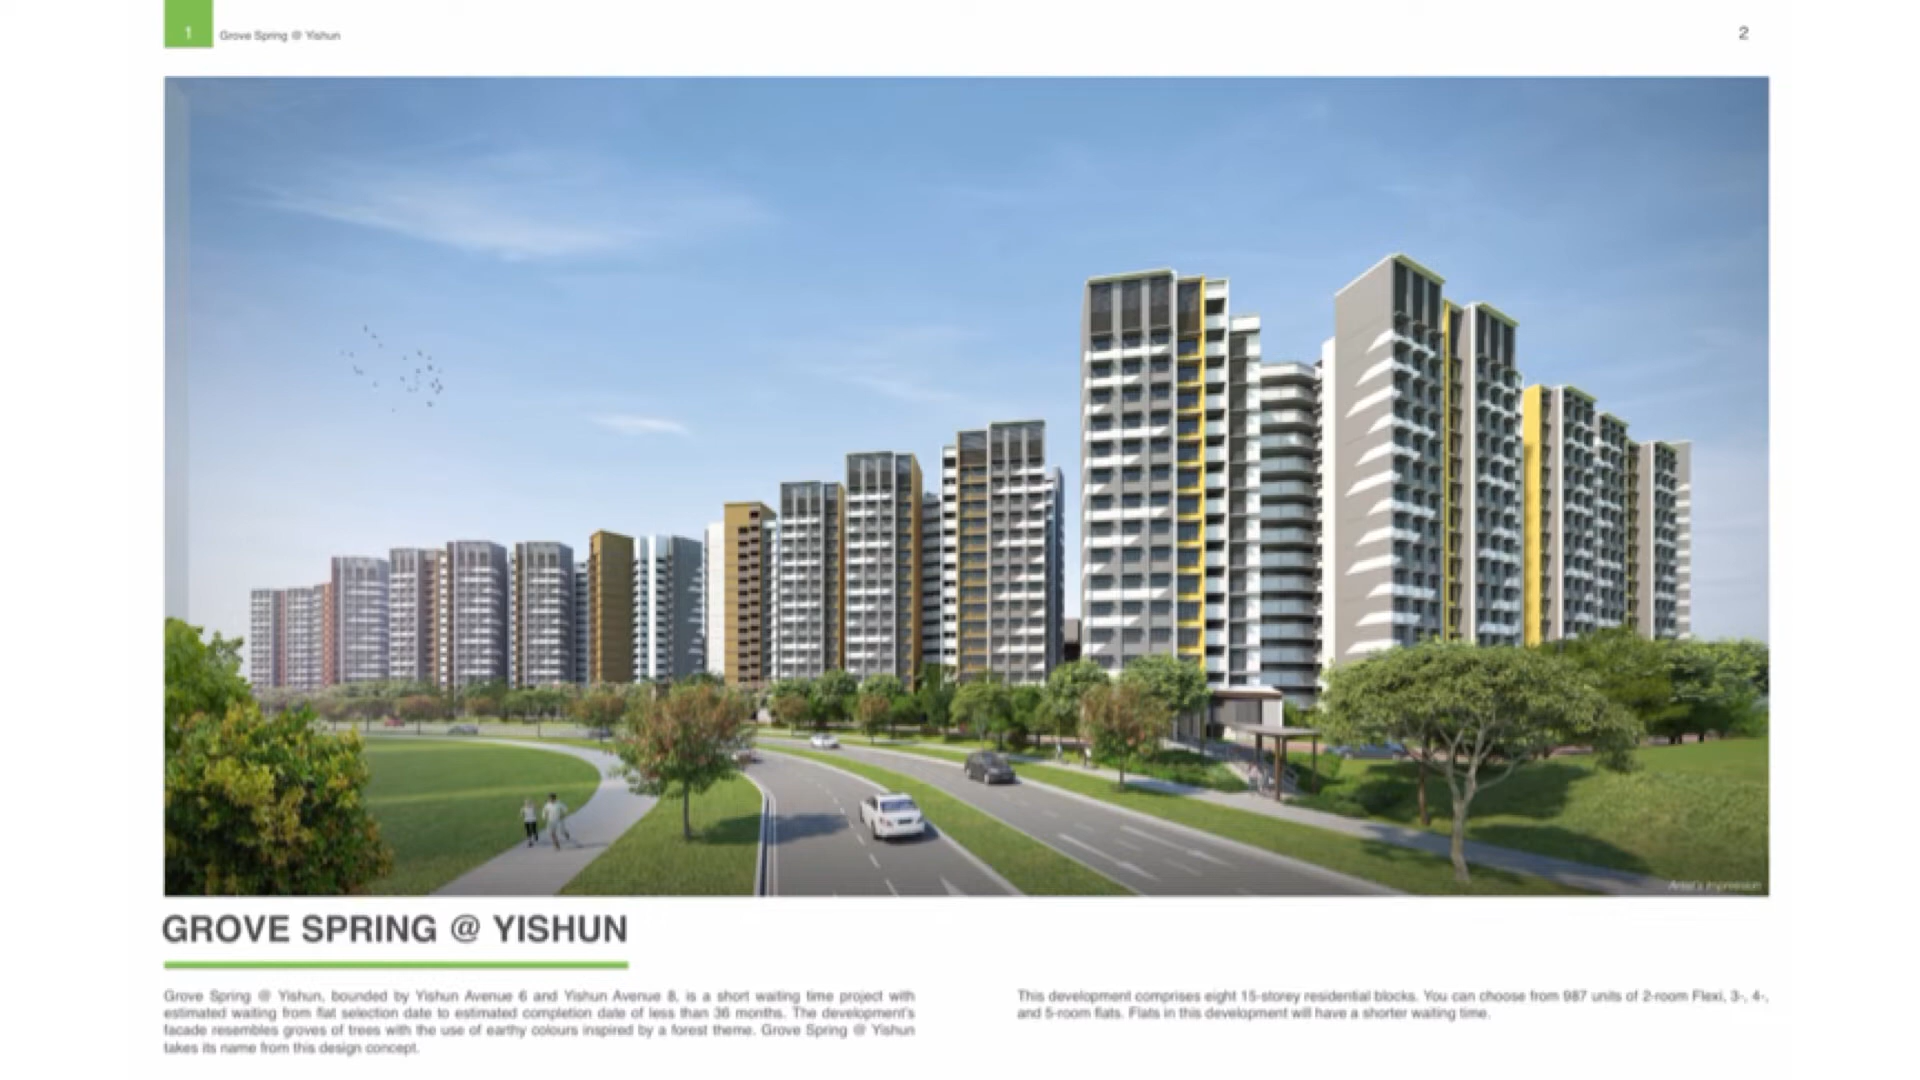 1 Grove Spring @ Yishun 2
Artist's Impression
GROVE SPRING @ YISHUN
Grove Spring @ Yishun, bounded by Yishun Avenue 6 and Yishun Avenue 8, is a short waiting time project with
estimated waiting from flat selection date to estimated completion date of less than 36 months. The development's
facade resembles groves of trees with the use of earthy colours inspired by a forest theme. Grove Spring @ Yishun
takes its name from this design concept.
This development comprises eight 15-storey residential blocks. You can choose from 987 units of 2-room Flexi, 3-, 4-,
and 5-room flats. Flats in this development will have a shorter waiting time.